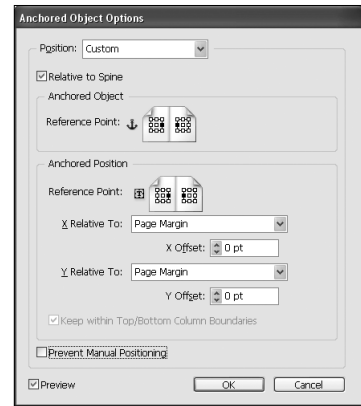 Anchored Object Options
Position: Custom
Relative to Spine
Anchored Object
Reference Point:
Anchored Position
Reference Point:
X Relative To: Page Margin
X Offset: 0 pt
Y Relative To: Page Margin
Y Offset: 0 pt
Keep within Top/Bottom Column Boundaries
Prevent Manual Positioning
Preview OK Cancel